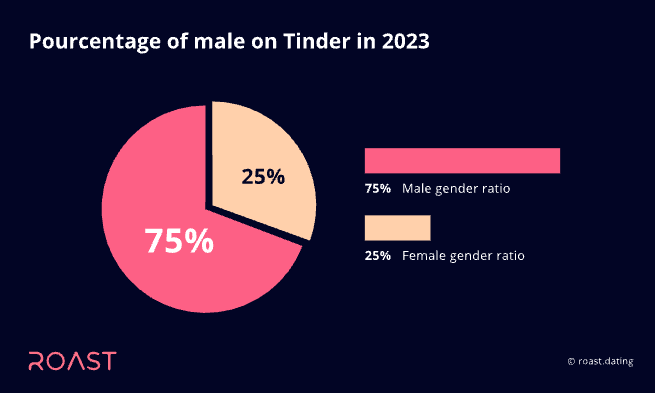 Pourcentage of male on Tinder in 2023
25%
75%
75% Male gender ratio
25% Female gender ratio
ROAST
© roast.dating